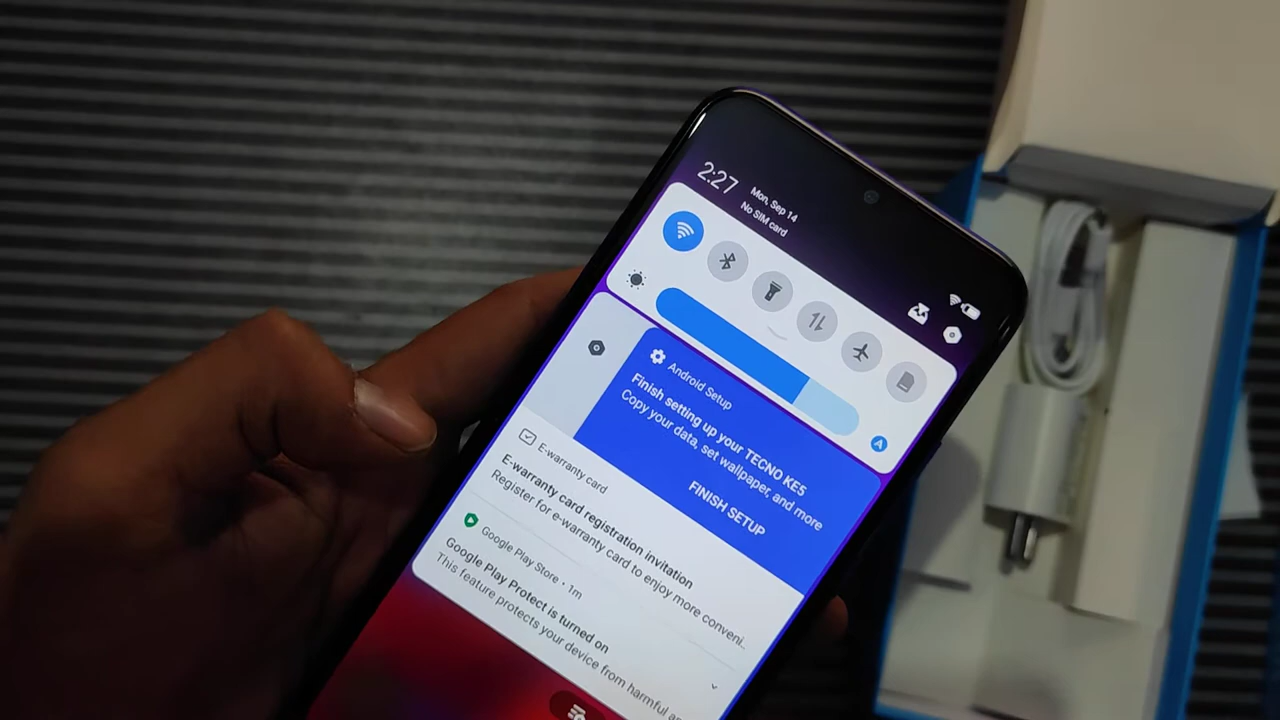 2:27
Mon, Sep 14
No SIM card
A
Android Setup
Finish setting up your TECNO KE5
Copy your data, set wallpaper, and more
FINISH SETUP
E-warranty card
E-warranty card registration invitation
Register for e-warranty card to enjoy more conveni..
Google Play Store • 1m
Google Play Protect is turned on
This feature protects your device from harmful a